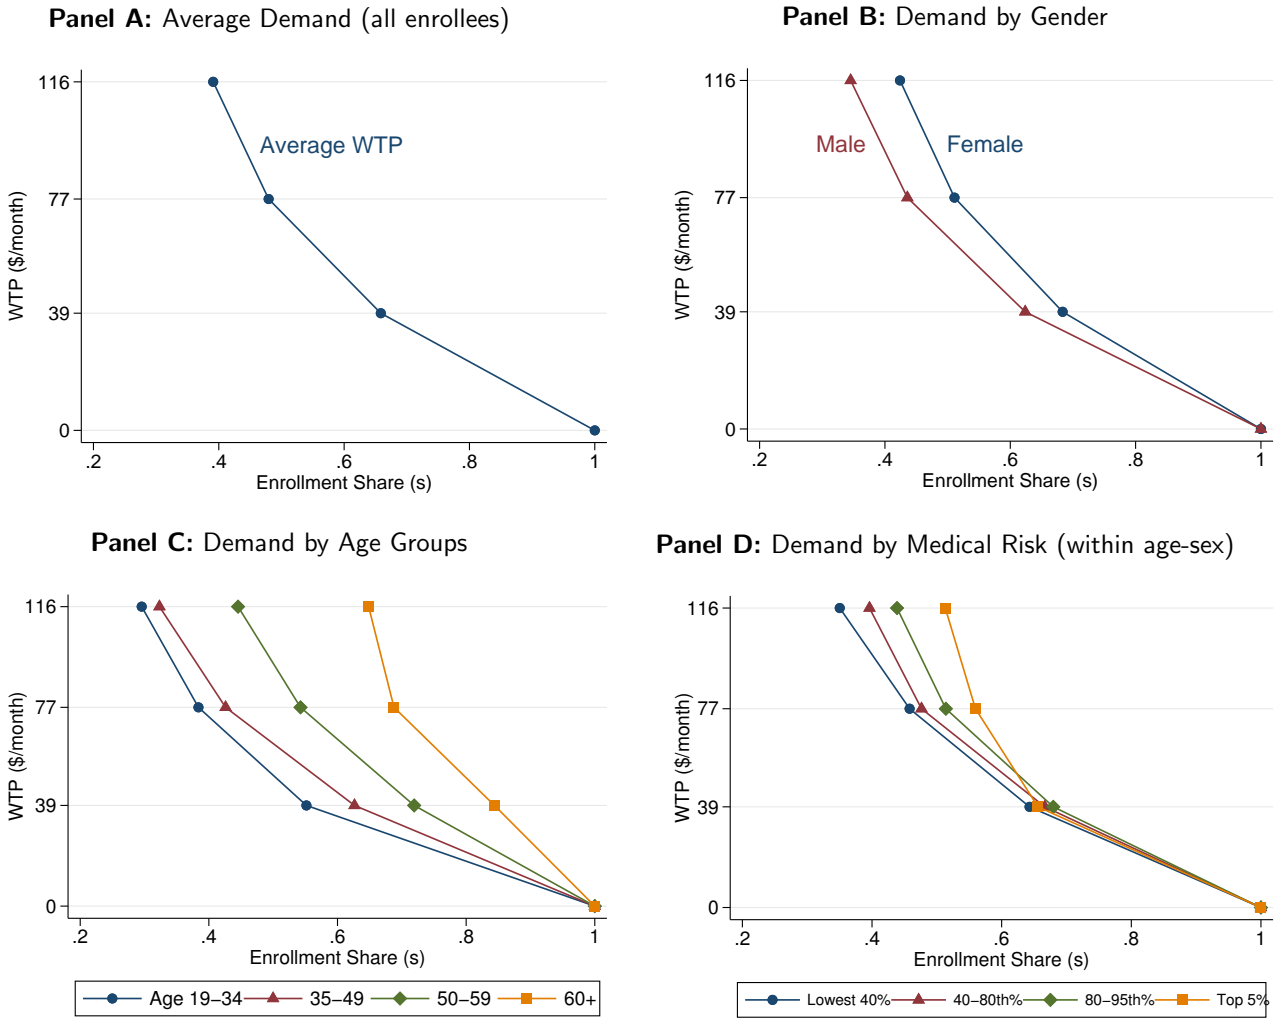 Panel A: Average Demand (all enrollees)
116
77
39
0
WTP ($/month)
Average WTP
.2 .4 .6 .8 1
Enrollment Share (s)
Panel B: Demand by Gender
116
77
39
0
WTP ($/month)
Male Female
.2 .4 .6 .8 1
Enrollment Share (s)
Panel C: Demand by Age Groups
116
77
39
0
WTP ($/month)
.2 .4 .6 .8 1
Enrollment Share (s)
Age 19−34 35−49 50−59 60+
Panel D: Demand by Medical Risk (within age-sex)
116
77
39
0
WTP ($/month)
.2 .4 .6 .8 1
Enrollment Share (s)
Lowest 40% 40−80th% 80−95th% Top 5%